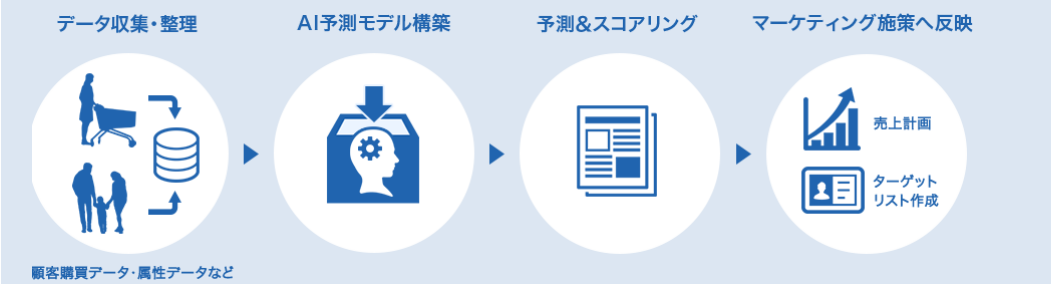 データ収集・整理
AI予測モデル構築
予測&スコアリング
マーケティング施策へ反映
売上計画
ターゲット
リスト作成
顧客購買データ・属性データなど